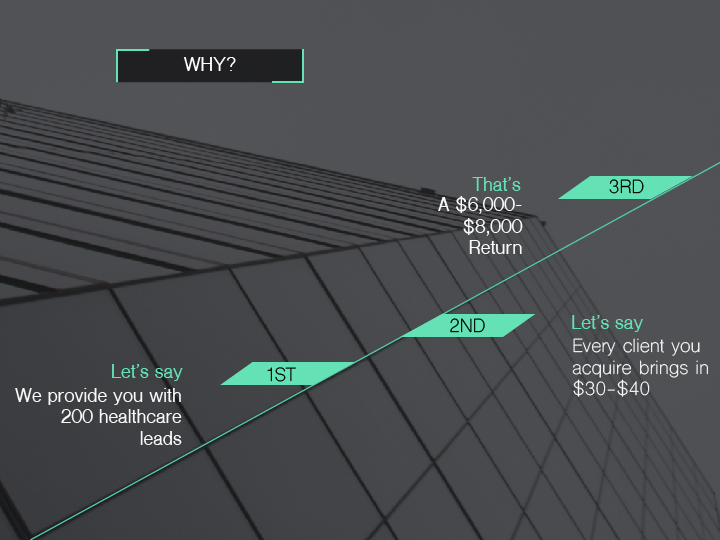 WHY?
1ST
Let's say
We provide you with
200 healthcare
leads
2ND
Let's say
Every client you
acquire brings in
$30-$40
3RD
That's
A $6,000-
$8,000
Return